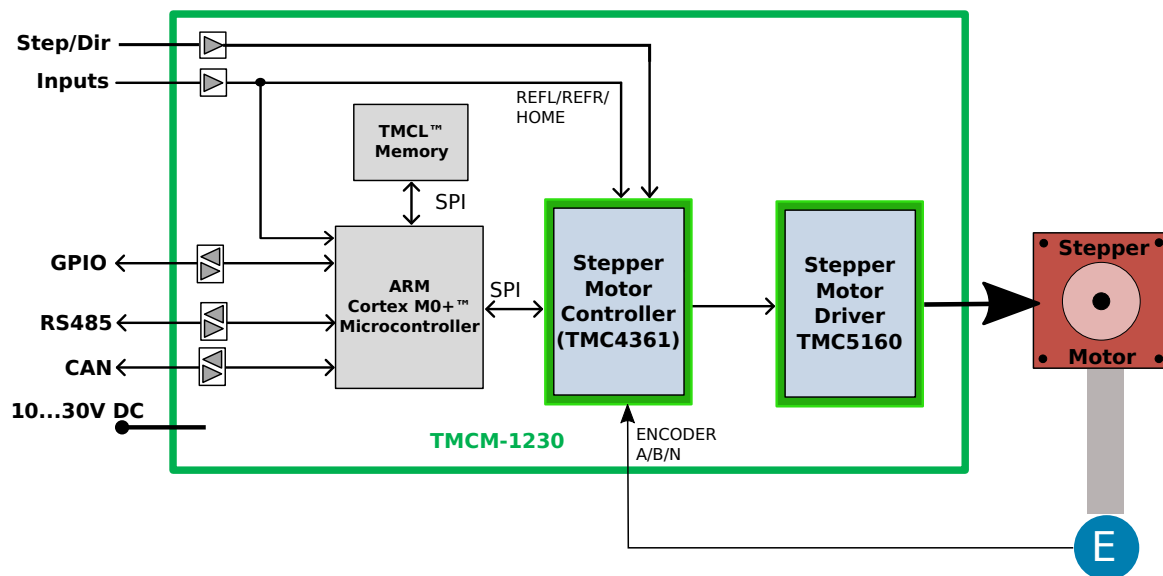 Step/Dir
Inputs
REFL/REFR/
HOME
TMCL™
Memory
SPI
GPIO
RS485
CAN
10...30V DC
ARM
Cortex M0+™
Microcontroller
SPI
Stepper
Motor
Controller
(TMC4361)
Stepper
Motor
Driver
TMC5160
Stepper
Motor
TMCM-1230
ENCODER
A/B/N
E